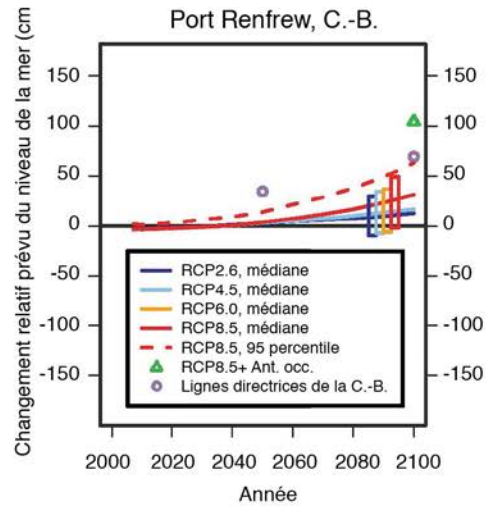 Port Renfrew, C.-B.
Changement relatif prévu du niveau de la mer (cm
150
100
50
0
-50
-100
-150
150
100
50
0
-50
-100
-150
RCP2.6, médiane
RCP4.5, médiane
RCP6.0, médiane
RCP8.5, médiane
RCP8.5, 95 percentile
RCP8.5+ Ant. occ.
Lignes directrices de la C.-B.
2000 2020 2040 2060 2080 2100
Année